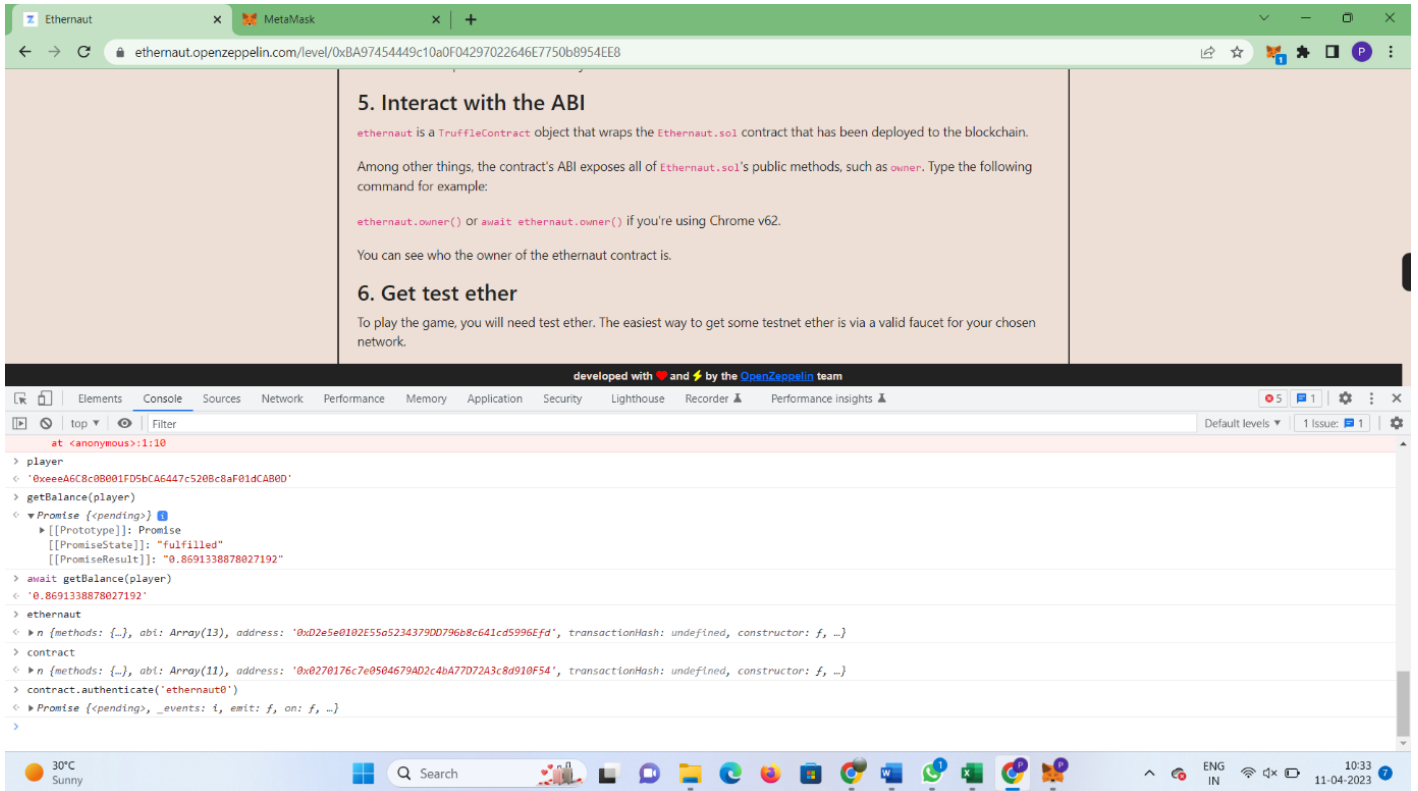 Ethernaut
MetaMask
ethernaut.openzeppelin.com/level/0xBA97454449c10a0F04297022646E7750b8954EE8
P
1
5. Interact with the ABI
ethernaut is a TruffleContract object that wraps the Ethernaut.sol contract that has been deployed to the blockchain.
Among other things, the contract's ABI exposes all of Ethernaut.sol's public methods, such as owner. Type the following
command for example:
ethernaut.owner() or await ethernaut.owner() if you're using Chrome v62.
You can see who the owner of the ethernaut contract is.
6. Get test ether
To play the game, you will need test ether. The easiest way to get some testnet ether is via a valid faucet for your chosen
network.
developed with ❤ and ⚡ by the OpenZeppelin team
Elements Console Sources Network Performance Memory Application Security Lighthouse Recorder Performance insights 5 1
top Filter Default levels 1 Issue: 1
at <anonymous>:1:10
> player
'0xeeeA6C8c0B001FD5bCA6447c520Bc8aF01dCAB0D'
> getBalance(player)
Promise {<pending>} i
[[Prototype]]: Promise
[[PromiseState]]: "fulfilled"
[[PromiseResult]]: "0.8691338878027192"
> await getBalance(player)
'0.8691338878027192'
> ethernaut
n {methods: {…}, abi: Array(13), address: '0xD2e5e0102E55a5234379DD796b8c641cd5996Efd', transactionHash: undefined, constructor: ƒ, …}
> contract
n {methods: {…}, abi: Array(11), address: '0x0270176c7e0504679AD2c4bA77D72A3c8d910F54', transactionHash: undefined, constructor: ƒ, …}
> contract.authenticate('ethernaut0')
Promise {<pending>, _events: i, emit: ƒ, on: ƒ, …}
>
30°C
Sunny
Search
1
ENG
IN
10:33
11-04-2023
7